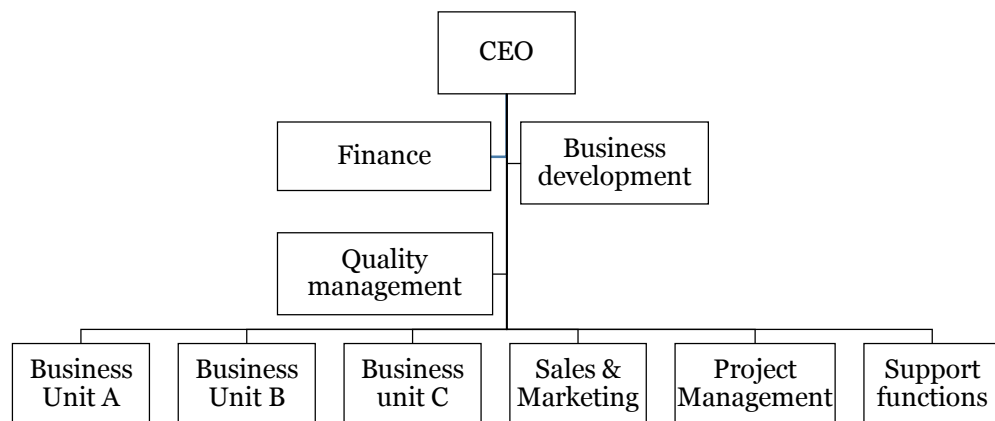 CEO
Finance
Business
development
Quality
management
Business
Unit A
Business
Unit B
Business
unit C
Sales &
Marketing
Project
Management
Support
functions